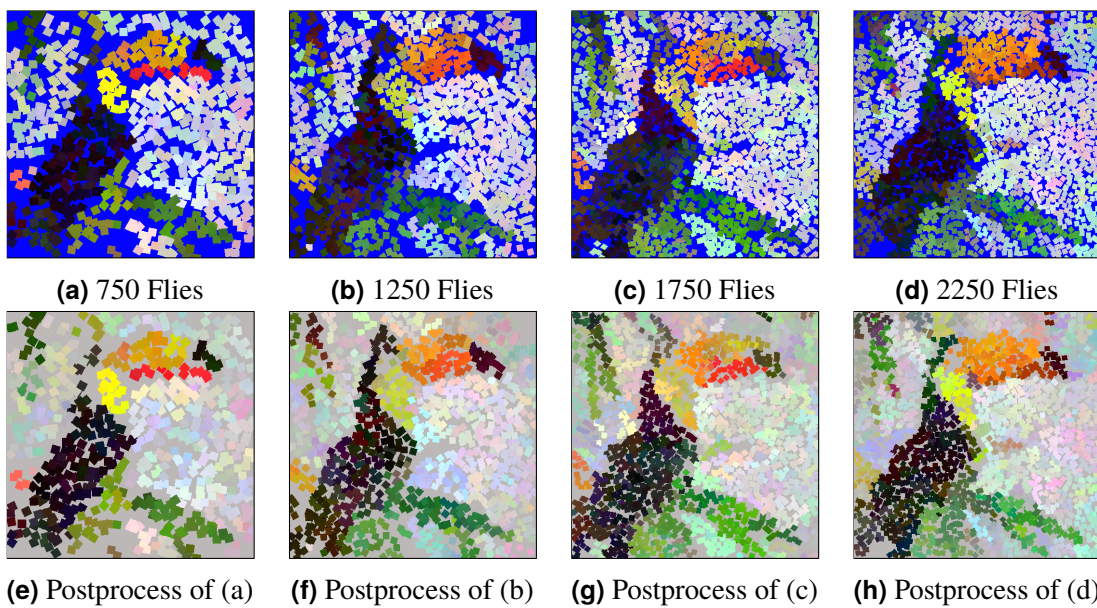 (a) 750 Flies
(b) 1250 Flies
(c) 1750 Flies
(d) 2250 Flies
(e) Postprocess of (a)
(f) Postprocess of (b)
(g) Postprocess of (c)
(h) Postprocess of (d)